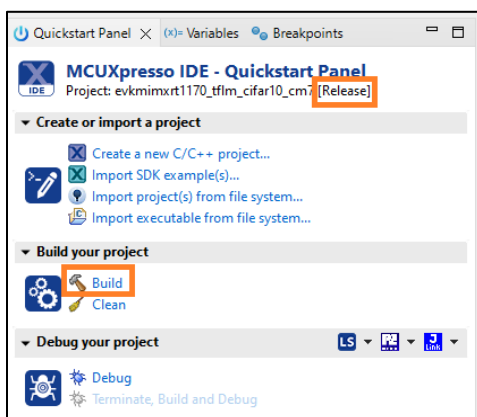 Quickstart Panel (x)= Variables Breakpoints
MCUXpresso IDE - Quickstart Panel
IDE
Project: evkmimxrt1170_tflm_cifar10_cm7 [Release]
Create or import a project
Create a new C/C++ project...
Import SDK example(s)...
Import project(s) from file system...
Import executable from file system...
Build your project
Build
Clean
Debug your project LS PE J Link
Debug
Terminate, Build and Debug